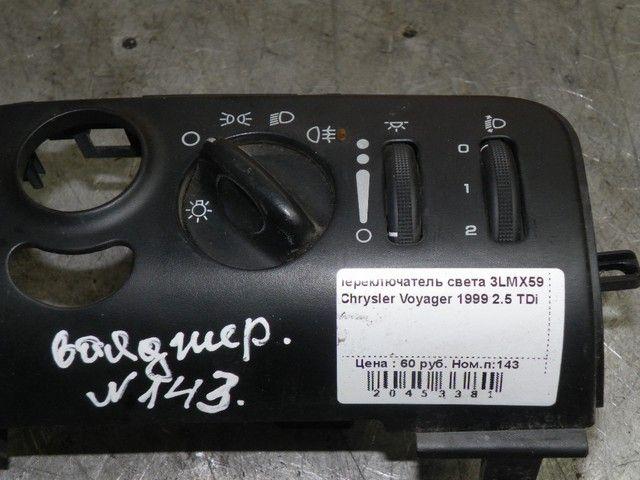 0
1
2
ереключатель света 3LMX59
Chrysler Voyager 1999 2.5 TDi
Цена : 60 руб. Ном.п:143
20453381
вояджер.
N143.